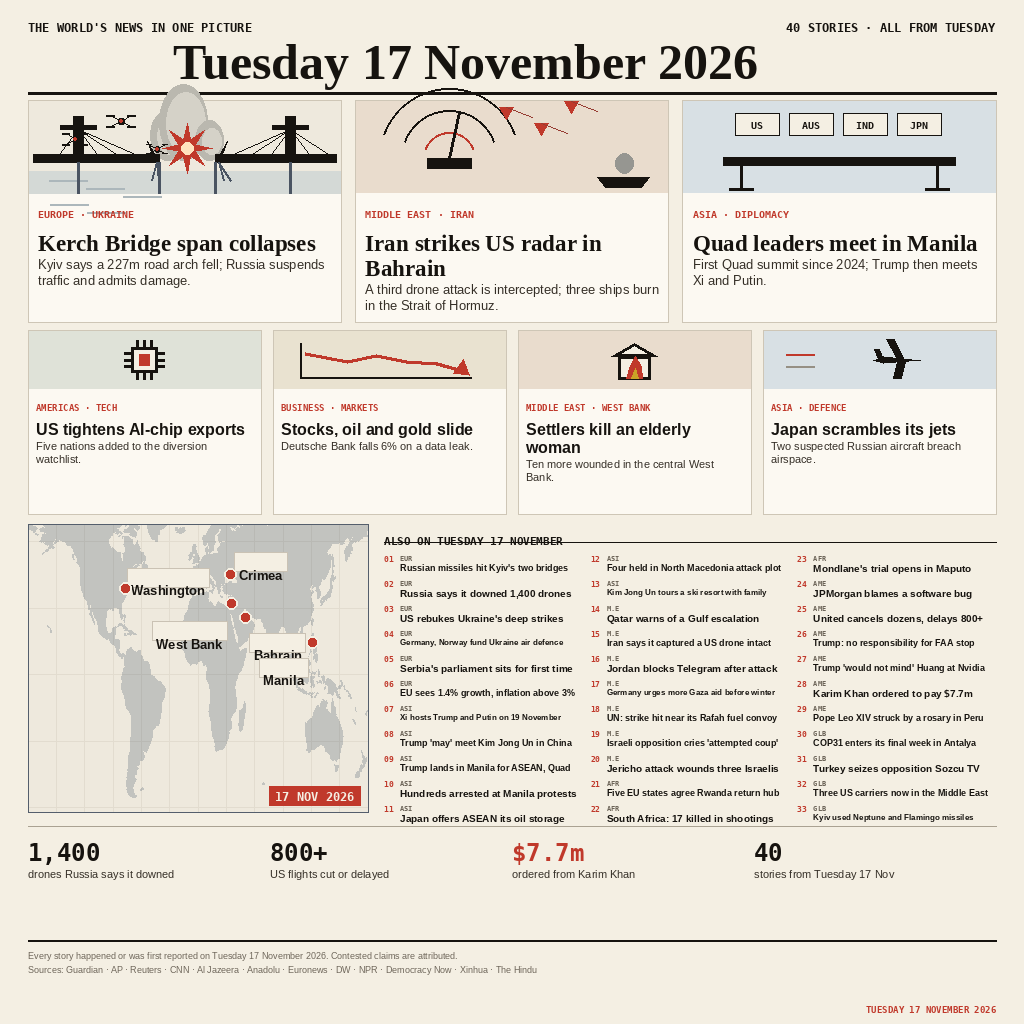 THE WORLD'S NEWS IN ONE PICTURE
40 STORIES · ALL FROM TUESDAY
Tuesday 17 November 2026
EUROPE · UKRAINE
Kerch Bridge span collapses
Kyiv says a 227m road arch fell; Russia suspends
traffic and admits damage.
MIDDLE EAST · IRAN
Iran strikes US radar in
Bahrain
A third drone attack is intercepted; three ships burn
in the Strait of Hormuz.
US
AUS
IND
JPN
ASIA · DIPLOMACY
Quad leaders meet in Manila
First Quad summit since 2024; Trump then meets
Xi and Putin.
AMERICAS · TECH
US tightens AI-chip exports
Five nations added to the diversion
watchlist.
BUSINESS · MARKETS
Stocks, oil and gold slide
Deutsche Bank falls 6% on a data leak.
MIDDLE EAST · WEST BANK
Settlers kill an elderly
woman
Ten more wounded in the central West
Bank.
ASIA · DEFENCE
Japan scrambles its jets
Two suspected Russian aircraft breach
airspace.
Crimea
Washington
West Bank
Bahrain
Manila
17 NOV 2026
ALSO ON TUESDAY 17 NOVEMBER
01 EUR
Russian missiles hit Kyiv's two bridges
02 EUR
Russia says it downed 1,400 drones
03 EUR
US rebukes Ukraine's deep strikes
04 EUR
Germany, Norway fund Ukraine air defence
05 EUR
Serbia's parliament sits for first time
06 EUR
EU sees 1.4% growth, inflation above 3%
07 ASI
Xi hosts Trump and Putin on 19 November
08 ASI
Trump 'may' meet Kim Jong Un in China
09 ASI
Trump lands in Manila for ASEAN, Quad
10 ASI
Hundreds arrested at Manila protests
11 ASI
Japan offers ASEAN its oil storage
12 ASI
Four held in North Macedonia attack plot
13 ASI
Kim Jong Un tours a ski resort with family
14 M.E
Qatar warns of a Gulf escalation
15 M.E
Iran says it captured a US drone intact
16 M.E
Jordan blocks Telegram after attack
17 M.E
Germany urges more Gaza aid before winter
18 M.E
UN: strike hit near its Rafah fuel convoy
19 M.E
Israeli opposition cries 'attempted coup'
20 M.E
Jericho attack wounds three Israelis
21 AFR
Five EU states agree Rwanda return hub
22 AFR
South Africa: 17 killed in shootings
23 AFR
Mondlane's trial opens in Maputo
24 AME
JPMorgan blames a software bug
25 AME
United cancels dozens, delays 800+
26 AME
Trump: no responsibility for FAA stop
27 AME
Trump 'would not mind' Huang at Nvidia
28 AME
Karim Khan ordered to pay $7.7m
29 AME
Pope Leo XIV struck by a rosary in Peru
30 GLB
COP31 enters its final week in Antalya
31 GLB
Turkey seizes opposition Sozcu TV
32 GLB
Three US carriers now in the Middle East
33 GLB
Kyiv used Neptune and Flamingo missiles
1,400
drones Russia says it downed
800+
US flights cut or delayed
$7.7m
ordered from Karim Khan
40
stories from Tuesday 17 Nov
Every story happened or was first reported on Tuesday 17 November 2026. Contested claims are attributed.
Sources: Guardian · AP · Reuters · CNN · Al Jazeera · Anadolu · Euronews · DW · NPR · Democracy Now · Xinhua · The Hindu
TUESDAY 17 NOVEMBER 2026